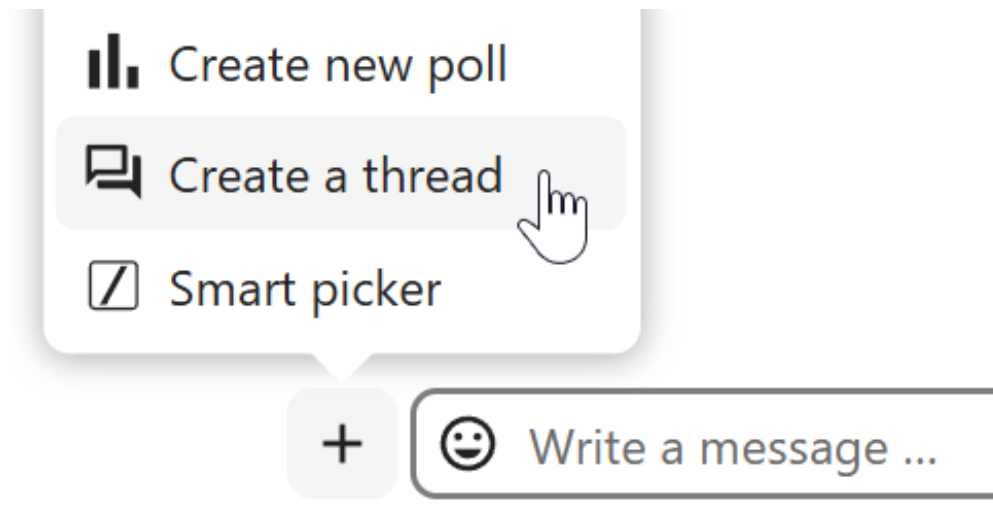 Create new poll
Create a thread
Smart picker
Write a message ...